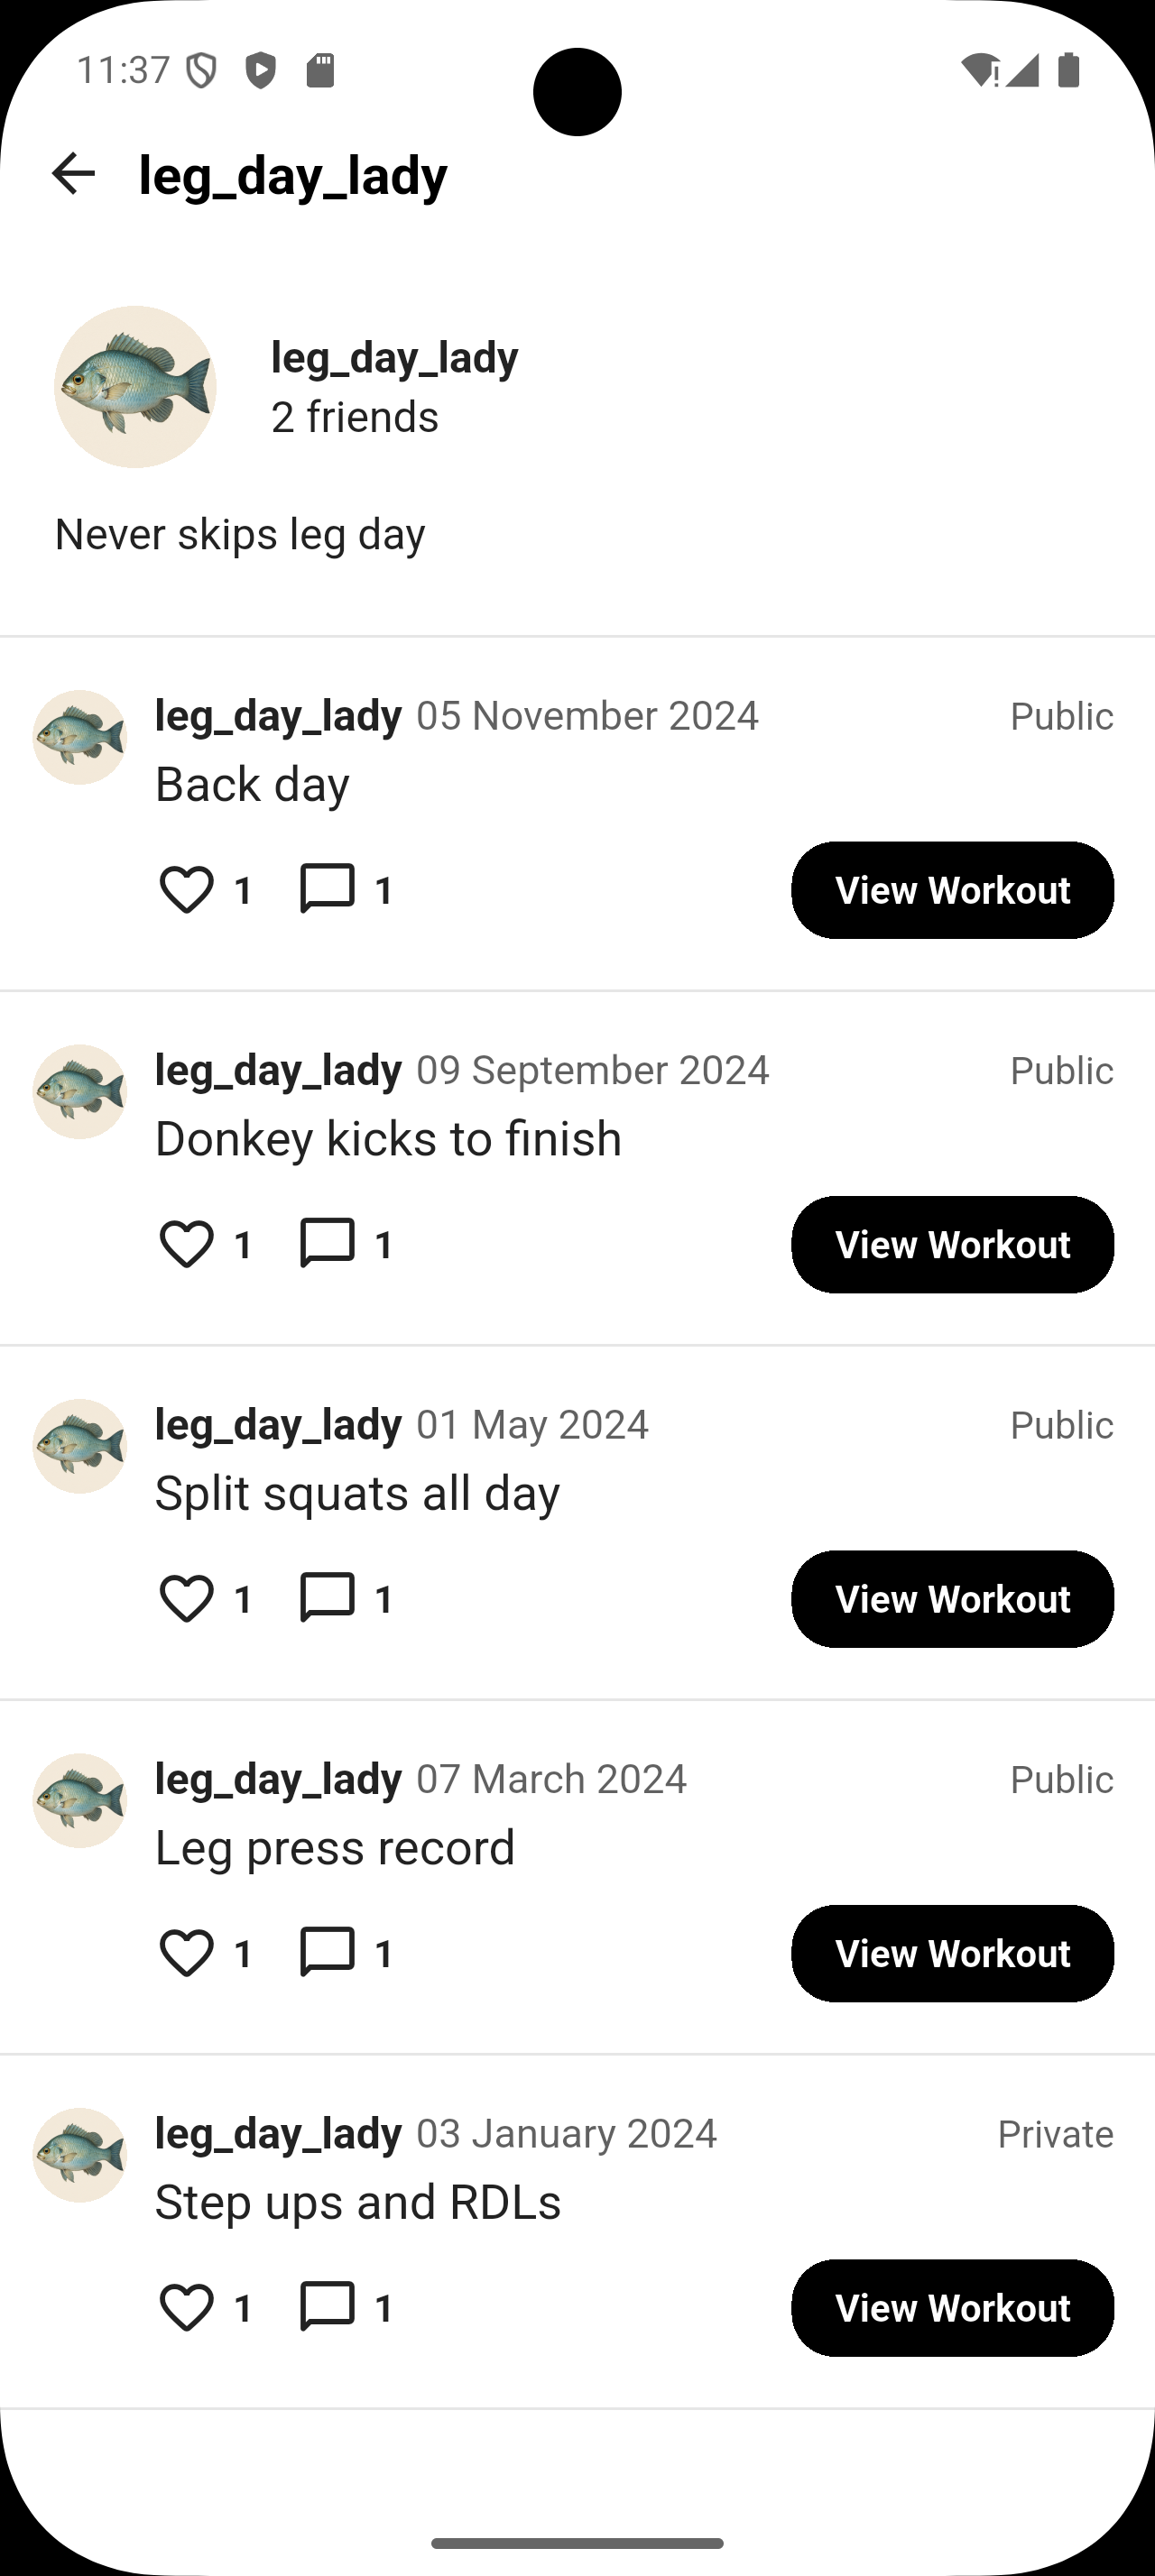 11:37
leg_day_lady
leg_day_lady
2 friends
Never skips leg day
leg_day_lady 05 November 2024 Public
Back day
1 1 View Workout
leg_day_lady 09 September 2024 Public
Donkey kicks to finish
1 1 View Workout
leg_day_lady 01 May 2024 Public
Split squats all day
1 1 View Workout
leg_day_lady 07 March 2024 Public
Leg press record
1 1 View Workout
leg_day_lady 03 January 2024 Private
Step ups and RDLs
1 1 View Workout